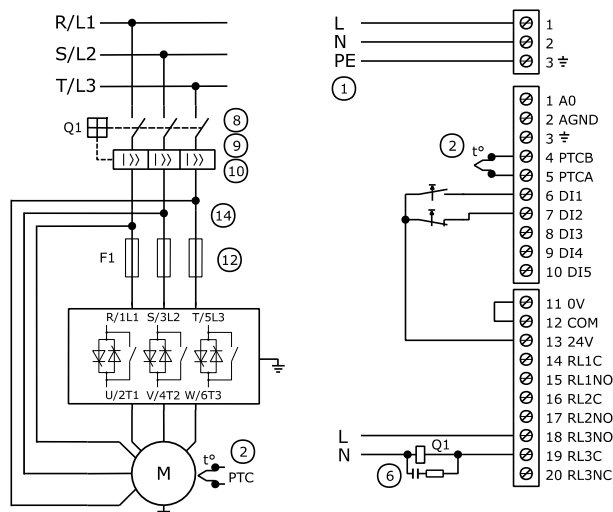 R/L1
S/L2
T/L3
Q1
8
9
10
14
F1
12
R/1L1 S/3L2 T/5L3
U/2T1 V/4T2 W/6T3
M
t°
2
PTC
L
N
PE
1
1
2
3
1 A0
2 AGND
3
4 PTCB
5 PTCA
6 DI1
7 DI2
8 DI3
9 DI4
10 DI5
2
t°
11 0V
12 COM
13 24V
14 RL1C
15 RL1NO
16 RL2C
17 RL2NO
18 RL3NO
19 RL3C
20 RL3NC
L
N
Q1
6